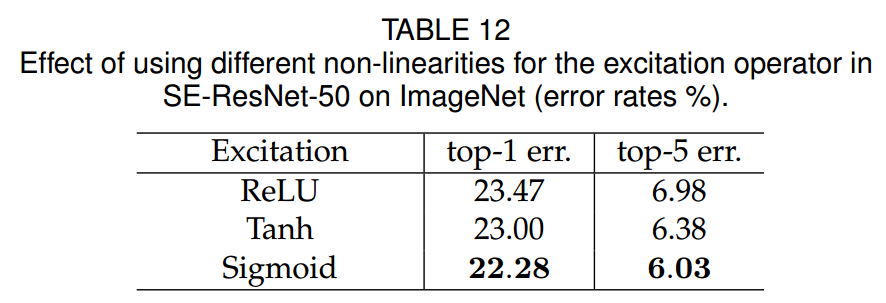 TABLE 12
Effect of using different non-linearities for the excitation operator in
SE-ResNet-50 on ImageNet (error rates %).
Excitation top-1 err. top-5 err.
ReLU 23.47 6.98
Tanh 23.00 6.38
Sigmoid 22.28 6.03